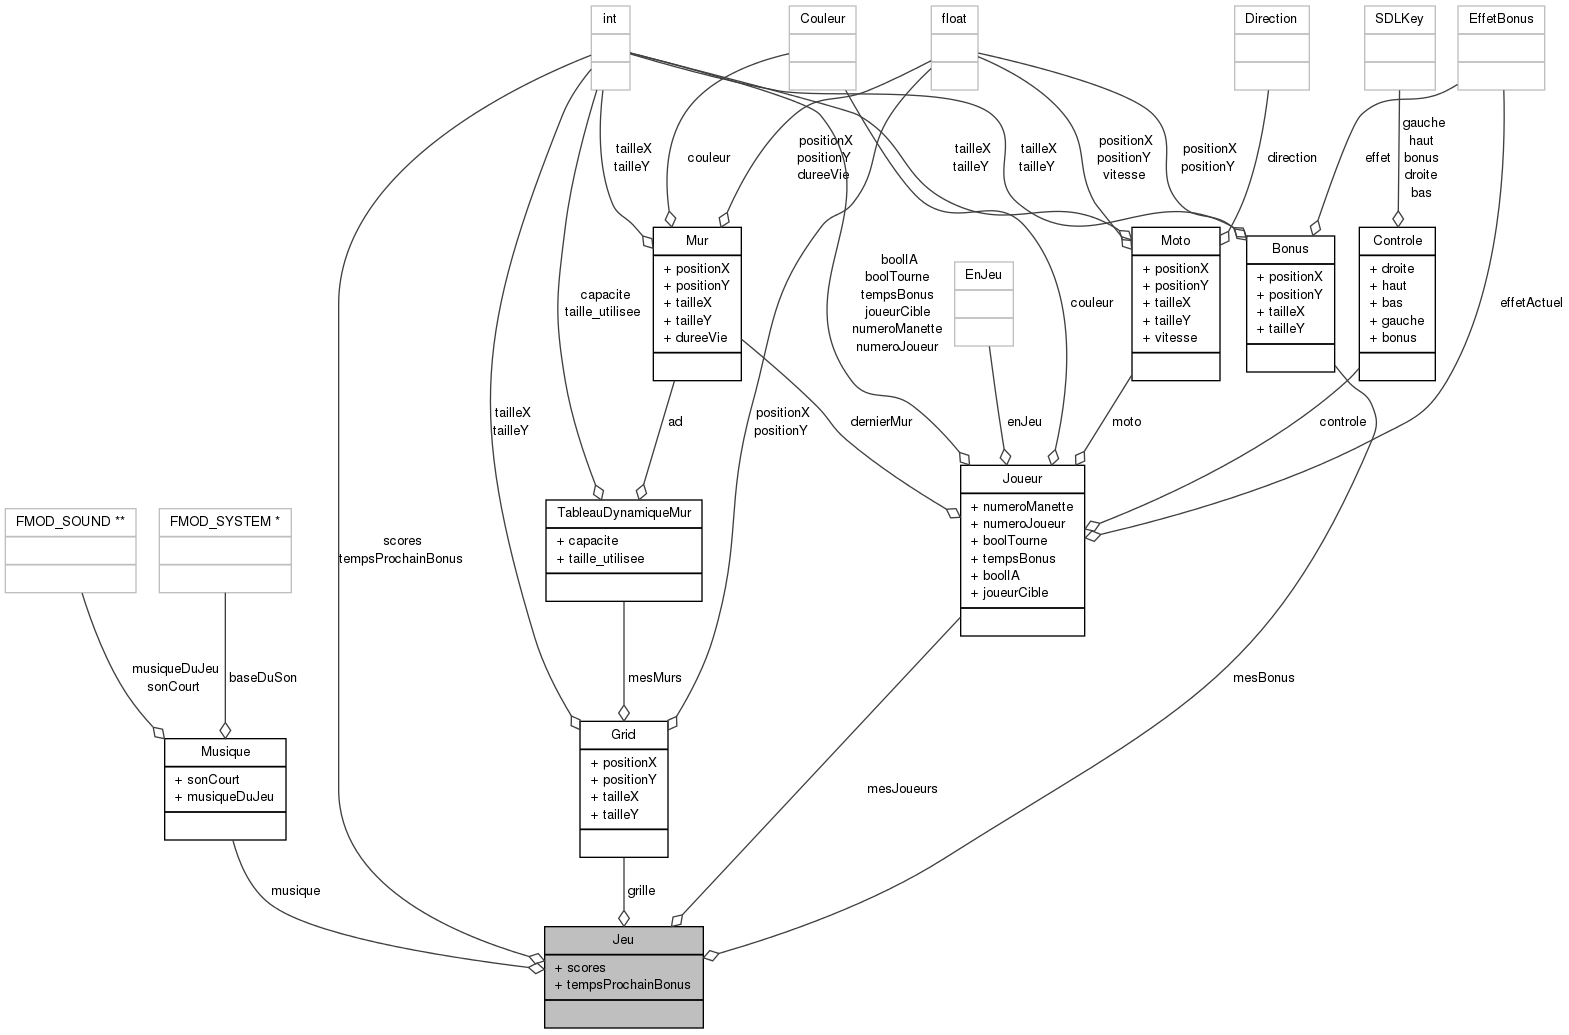 int
Couleur
float
Direction
SDLKey
EffetBonus
gauche
haut
bonus
droite
bas
tailleX
tailleY
couleur
positionX
positionY
dureeVie
tailleX
tailleY
tailleX
tailleY
positionX
positionY
vitesse
positionX
positionY
direction
effet
Mur
+ positionX
+ positionY
+ tailleX
+ tailleY
+ dureeVie
Moto
+ positionX
+ positionY
+ tailleX
+ tailleY
+ vitesse
Bonus
+ positionX
+ positionY
+ tailleX
+ tailleY
Controle
+ droite
+ haut
+ bas
+ gauche
+ bonus
boolIA
boolTourne
tempsBonus
joueurCible
numeroManette
numeroJoueur
EnJeu
capacite
taille_utilisee
couleur
effetActuel
tailleX
tailleY
ad
positionX
positionY
dernierMur
enJeu
moto
controle
Joueur
+ numeroManette
+ numeroJoueur
+ boolTourne
+ tempsBonus
+ boolIA
+ joueurCible
TableauDynamiqueMur
+ capacite
+ taille_utilisee
FMOD_SOUND **
FMOD_SYSTEM *
scores
tempsProchainBonus
musiqueDuJeu
sonCourt
baseDuSon
mesMurs
mesBonus
Musique
+ sonCourt
+ musiqueDuJeu
Grid
+ positionX
+ positionY
+ tailleX
+ tailleY
mesJoueurs
musique
grille
Jeu
+ scores
+ tempsProchainBonus